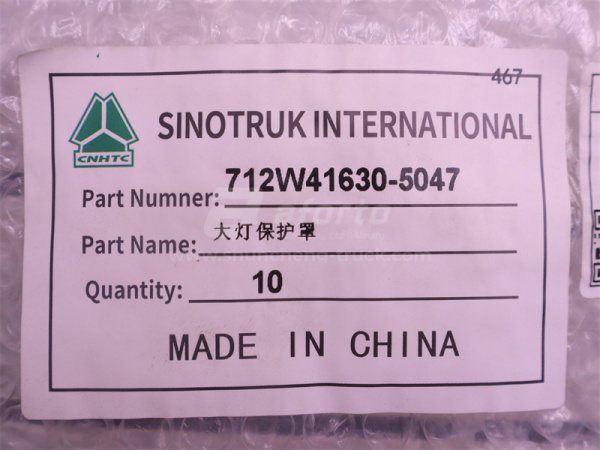 467
SINOTRUK INTERNATIONAL
CNHTC
Part Numner: 712W41630-5047
aforto
Part Name: 大灯保护罩
Quantity: 10
MADE IN CHINA